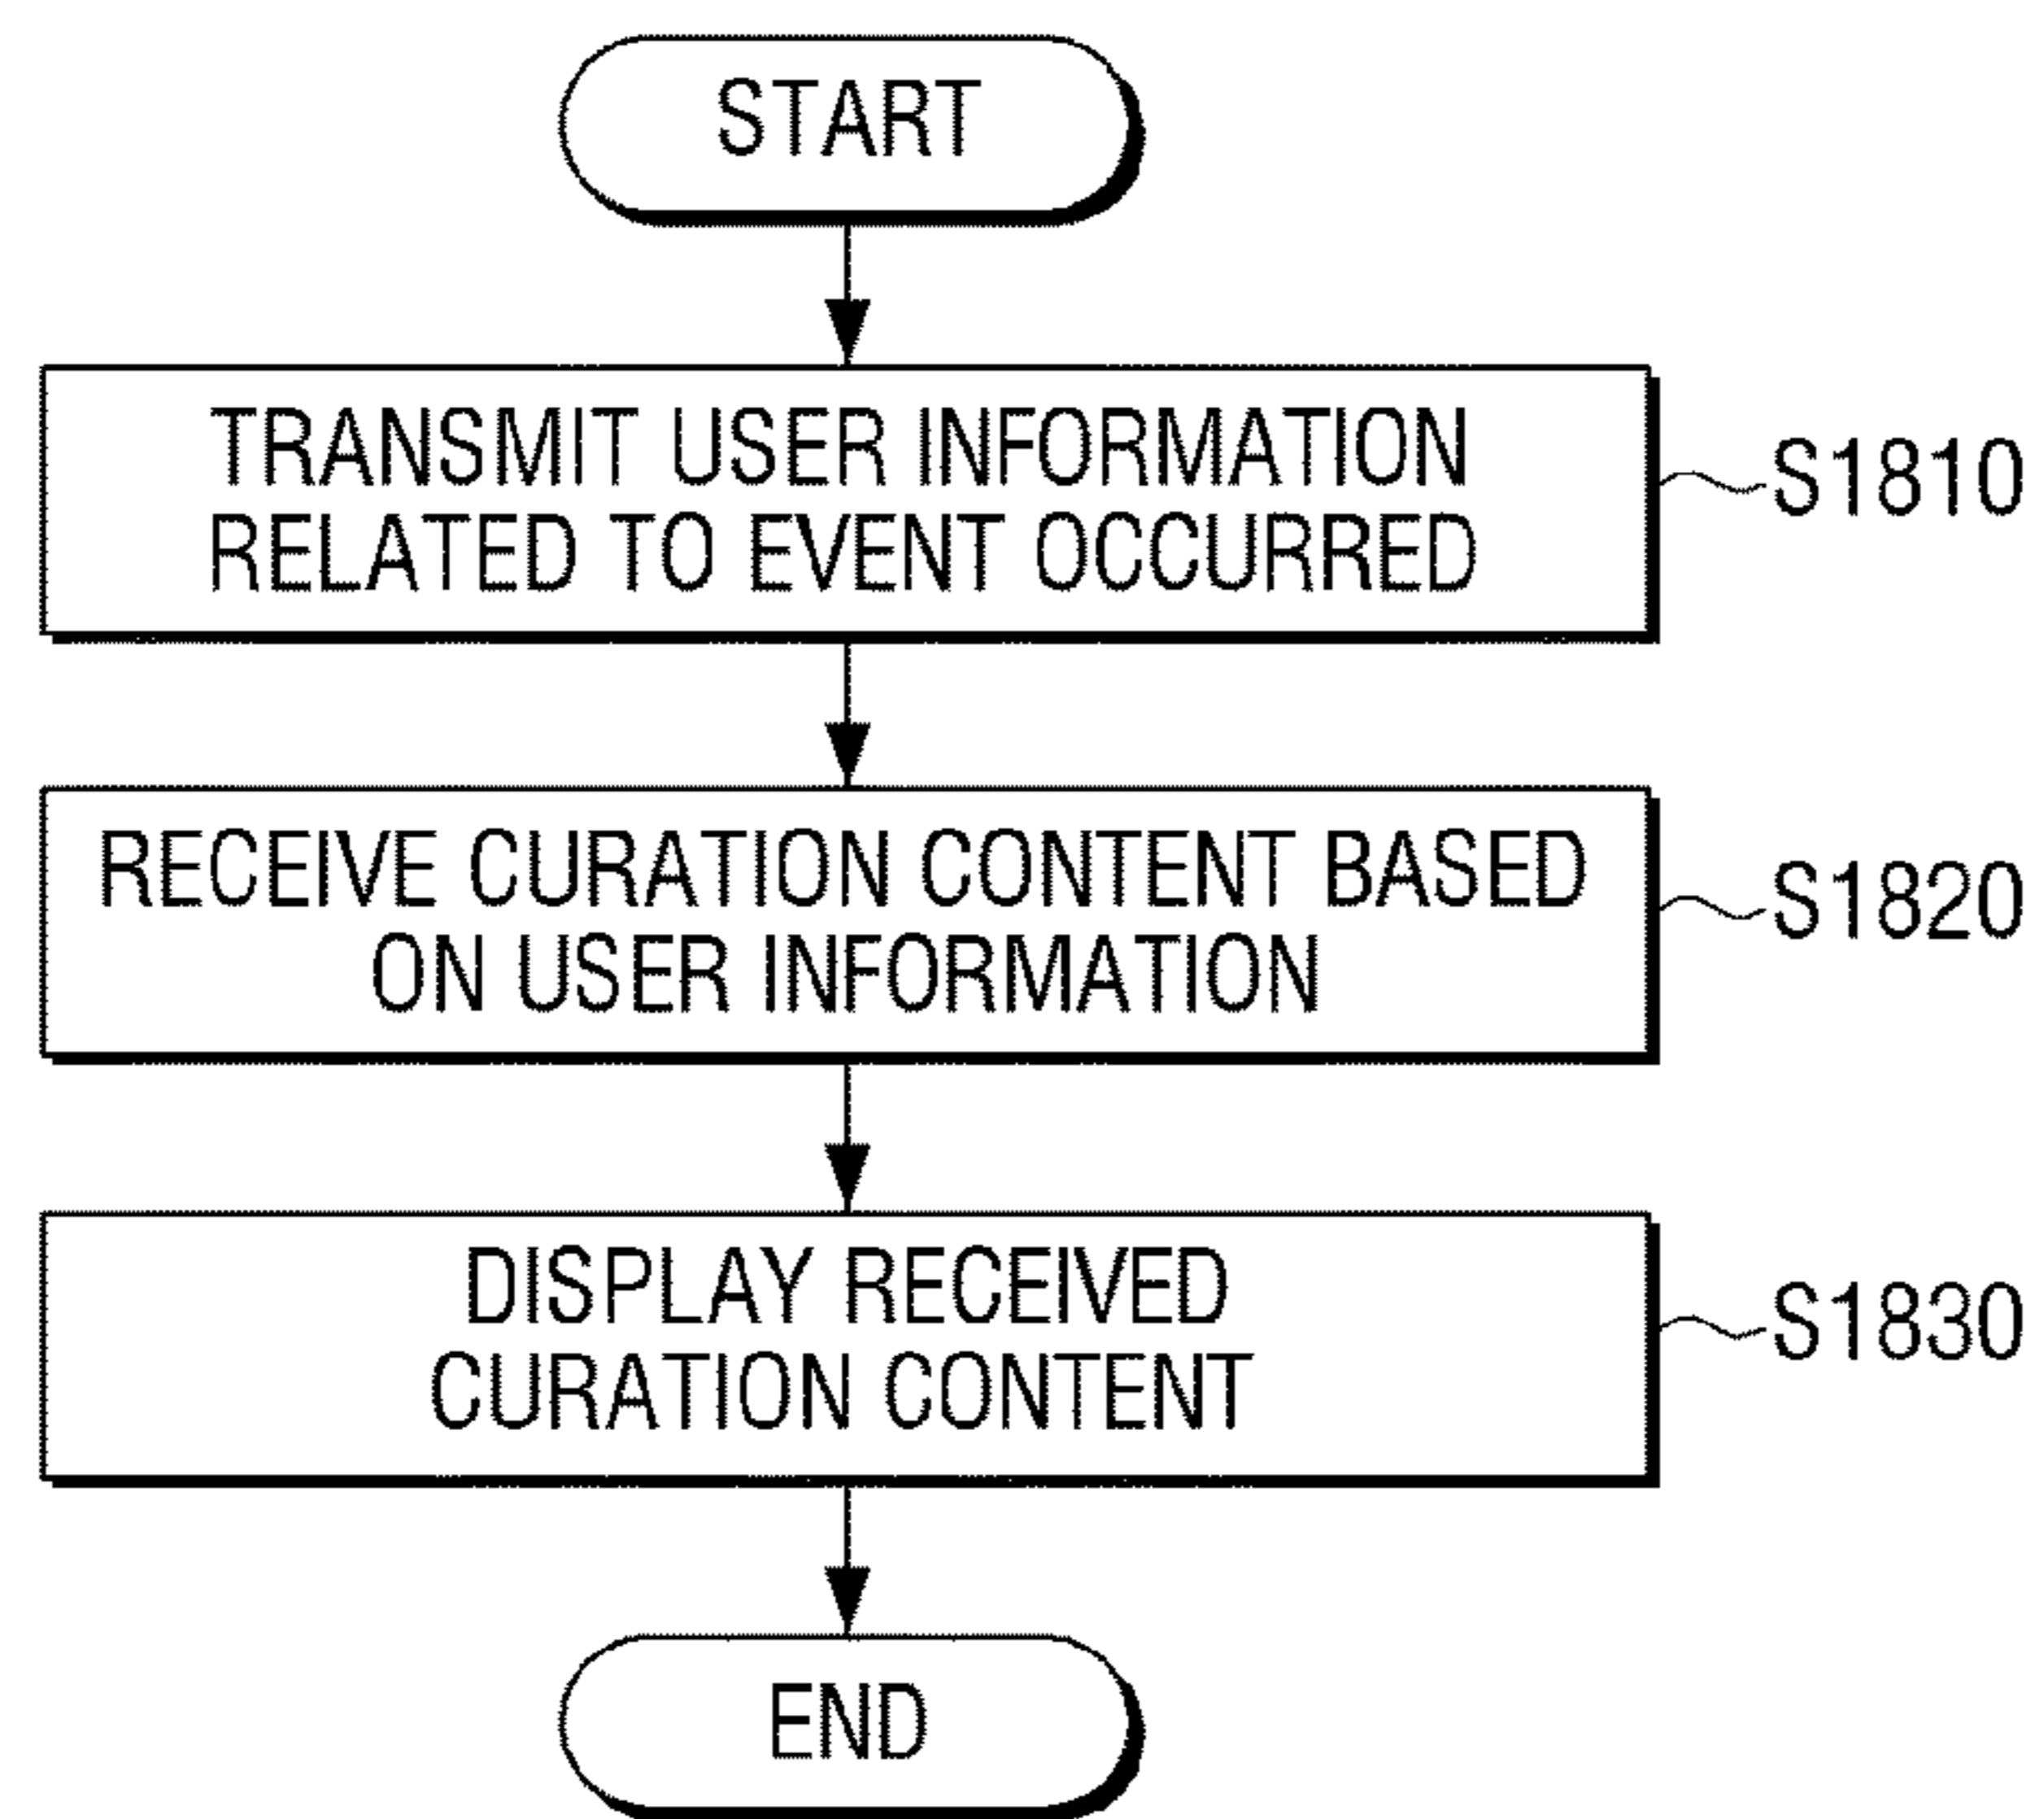 START
TRANSMIT USER INFORMATION
RELATED TO EVENT OCCURRED
S1810
RECEIVE CURATION CONTENT BASED
ON USER INFORMATION
S1820
DISPLAY RECEIVED
CURATION CONTENT
S1830
END